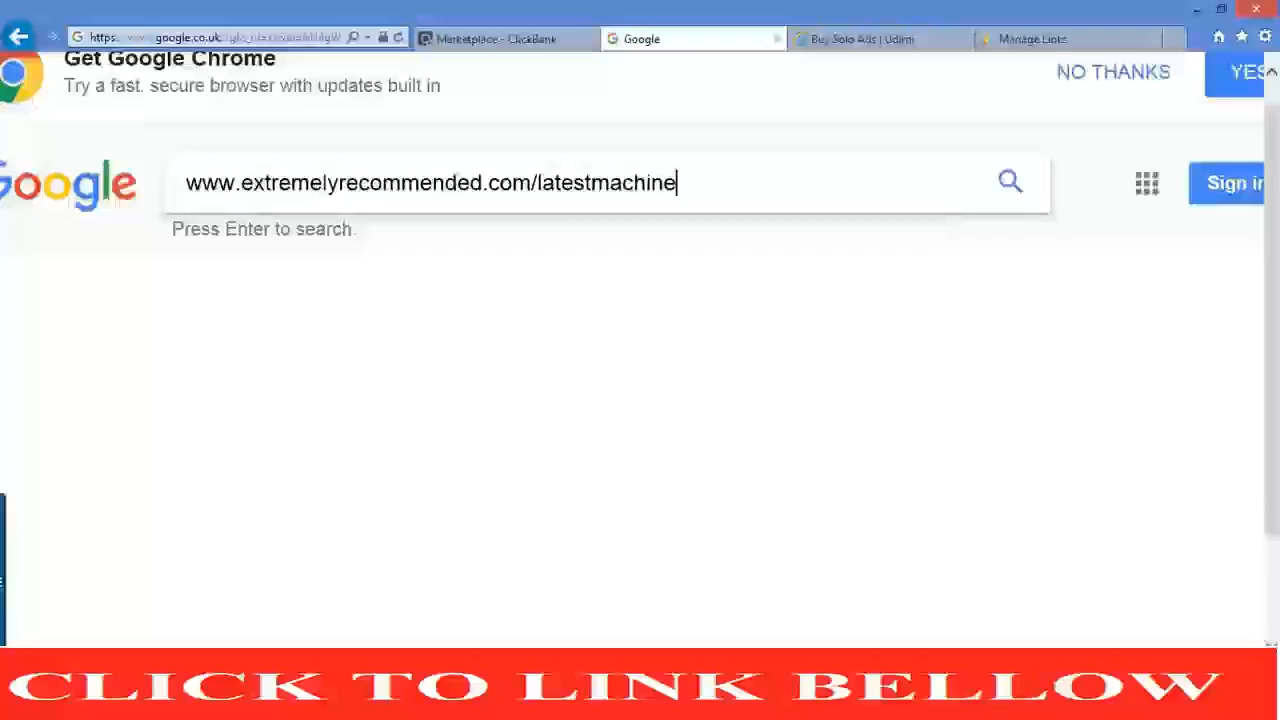 Marketplace - ClickBank
Google
Buy Solo Ads | Udimi
Manage Links
Get Google Chrome
Try a fast, secure browser with updates built in
NO THANKS
YES
Google
www.extremelyrecommended.com/latestmachine
Sign in
Press Enter to search.
CLICK TO LINK BELLOW